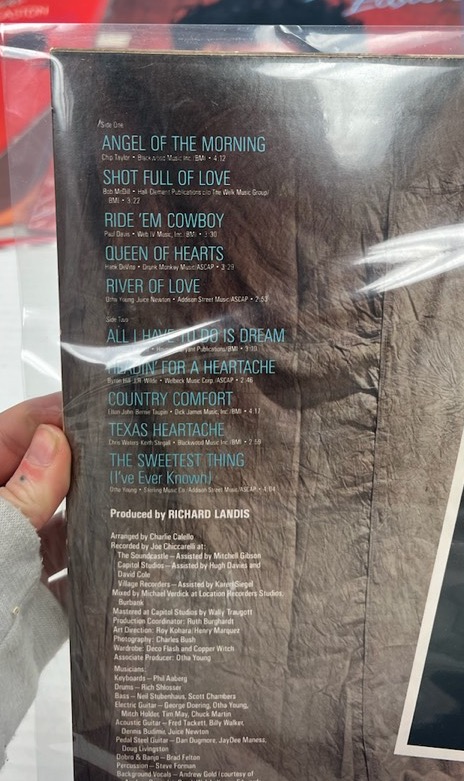 Side One
ANGEL OF THE MORNING
Chip Taylor • Blackwood Music Inc./BMI • 4:12
SHOT FULL OF LOVE
Bob McDill • Hall-Clement Publications c/o The Welk Music Group/
BMI • 3:22
RIDE 'EM COWBOY
Paul Davis • Web IV Music, Inc./BMI • 3:30
QUEEN OF HEARTS
Hank DeVito • Drunk Monkey Music/ASCAP • 3:29
RIVER OF LOVE
Otha Young Juice Newton • Addison Street Music/ASCAP •
Side Two
ALL I HAVE TO DO IS DREAM
Publications/BMI •
HEADIN' FOR A HEARTACHE
Byron Hill J.R. Wilde • Welbeck Music Corp./ASCAP • 2:46
COUNTRY COMFORT
Elton John-Bernie Taupin • Dick James Music, Inc./BMI • 4:17
TEXAS HEARTACHE
Chris Waters Keith Stegall • Blackwood Music Inc./BMI • 2:59
THE SWEETEST THING
(I've Ever Known)
Otha Young • Sterling Music Co./Addison Street Music/ASCAP • 4:04
Produced by RICHARD LANDIS
Arranged by Charlie Calello
Recorded by Joe Chiccarelli at:
The Soundcastle—Assisted by Mitchell Gibson
Capitol Studios—Assisted by Hugh Davies and
David Cole
Village Recorders—Assisted by Karen Siegel
Mixed by Michael Verdick at Location Recorders Studios,
Burbank
Mastered at Capitol Studios by Wally Traugott
Production Coordinator: Ruth Burghardt
Art Direction: Roy Kohara/Henry Marquez
Photography: Charles Bush
Wardrobe: Deco Flash and Copper Witch
Associate Producer: Otha Young
Musicians:
Keyboards—Phil Aaberg
Drums—Rich Shlosser
Bass—Neil Stubenhaus, Scott Chambers
Electric Guitar—George Doering, Otha Young,
Mitch Holder, Tim May, Chuck Martin
Acoustic Guitar—Fred Tackett, Billy Walker,
Dennis Budimir, Juice Newton
Pedal Steel Guitar—Dan Dugmore, JayDee Maness,
Doug Livingston
Dobro & Banjo—Brad Felton
Percussion—Steve Forman
Background Vocals—Andrew Gold (courtesy of